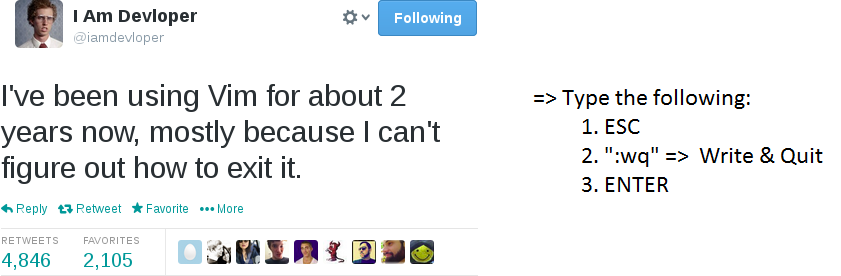 I Am Devloper
@iamdevloper
Following
I've been using Vim for about 2
years now, mostly because I can't
figure out how to exit it.
Reply Retweet Favorite More
RETWEETS FAVORITES
4,846 2,105
=> Type the following:
1. ESC
2. ":wq" => Write & Quit
3. ENTER